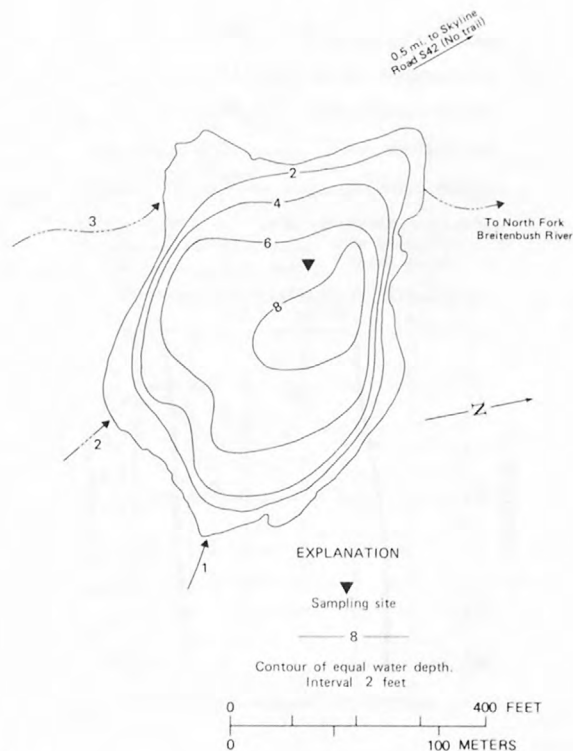 0.5 mi. to Skyline
Road S42 (No trail)
2
4
3
6
To North Fork
Breitenbush River
8
N
2
1
EXPLANATION
Sampling site
8
Contour of equal water depth.
Interval 2 feet
0 400 FEET
0 100 METERS